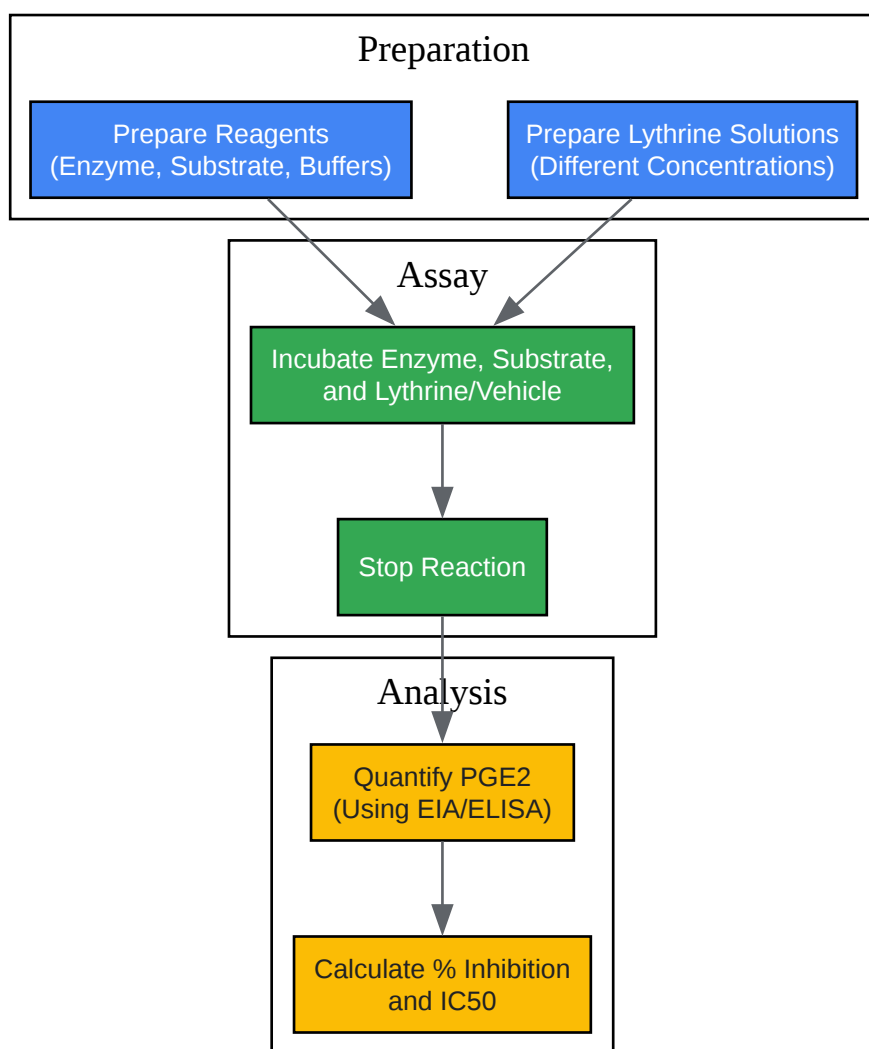 Preparation
Prepare Reagents
(Enzyme, Substrate, Buffers)
Prepare Lythrine Solutions
(Different Concentrations)
Assay
Incubate Enzyme, Substrate,
and Lythrine/Vehicle
Stop Reaction
Analysis
Quantify PGE2
(Using EIA/ELISA)
Calculate % Inhibition
and IC50